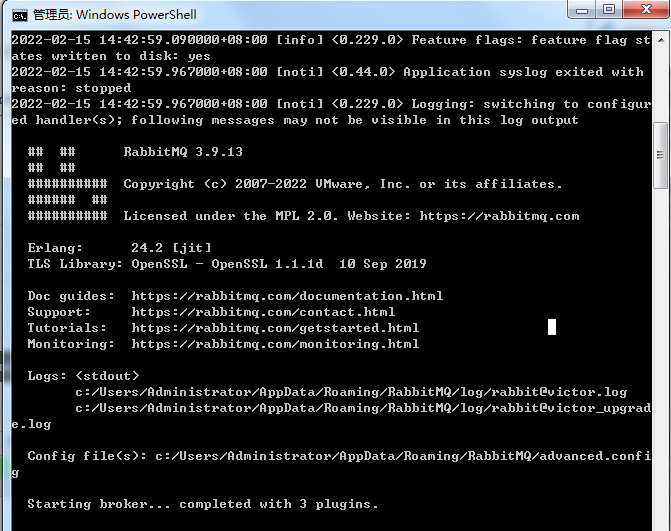 管理员: Windows PowerShell
2022-02-15 14:42:59.090000+08:00 [info] <0.229.0> Feature flags: feature flag st
ates written to disk: yes
2022-02-15 14:42:59.967000+08:00 [noti] <0.44.0> Application syslog exited with
reason: stopped
2022-02-15 14:42:59.967000+08:00 [noti] <0.229.0> Logging: switching to configur
ed handler(s); following messages may not be visible in this log output
  ##  ##      RabbitMQ 3.9.13
  ##  ##
  ##########  Copyright (c) 2007-2022 VMware, Inc. or its affiliates.
  ######  ##
  ##########  Licensed under the MPL 2.0. Website: https://rabbitmq.com
  Erlang:      24.2 [jit]
  TLS Library: OpenSSL - OpenSSL 1.1.1d  10 Sep 2019
  Doc guides:  https://rabbitmq.com/documentation.html
  Support:     https://rabbitmq.com/contact.html
  Tutorials:   https://rabbitmq.com/getstarted.html
  Monitoring:  https://rabbitmq.com/monitoring.html
  Logs: <stdout>
        c:/Users/Administrator/AppData/Roaming/RabbitMQ/log/rabbit@victor.log
        c:/Users/Administrator/AppData/Roaming/RabbitMQ/log/rabbit@victor_upgrad
e.log
  Config file(s): c:/Users/Administrator/AppData/Roaming/RabbitMQ/advanced.confi
g
  Starting broker... completed with 3 plugins.